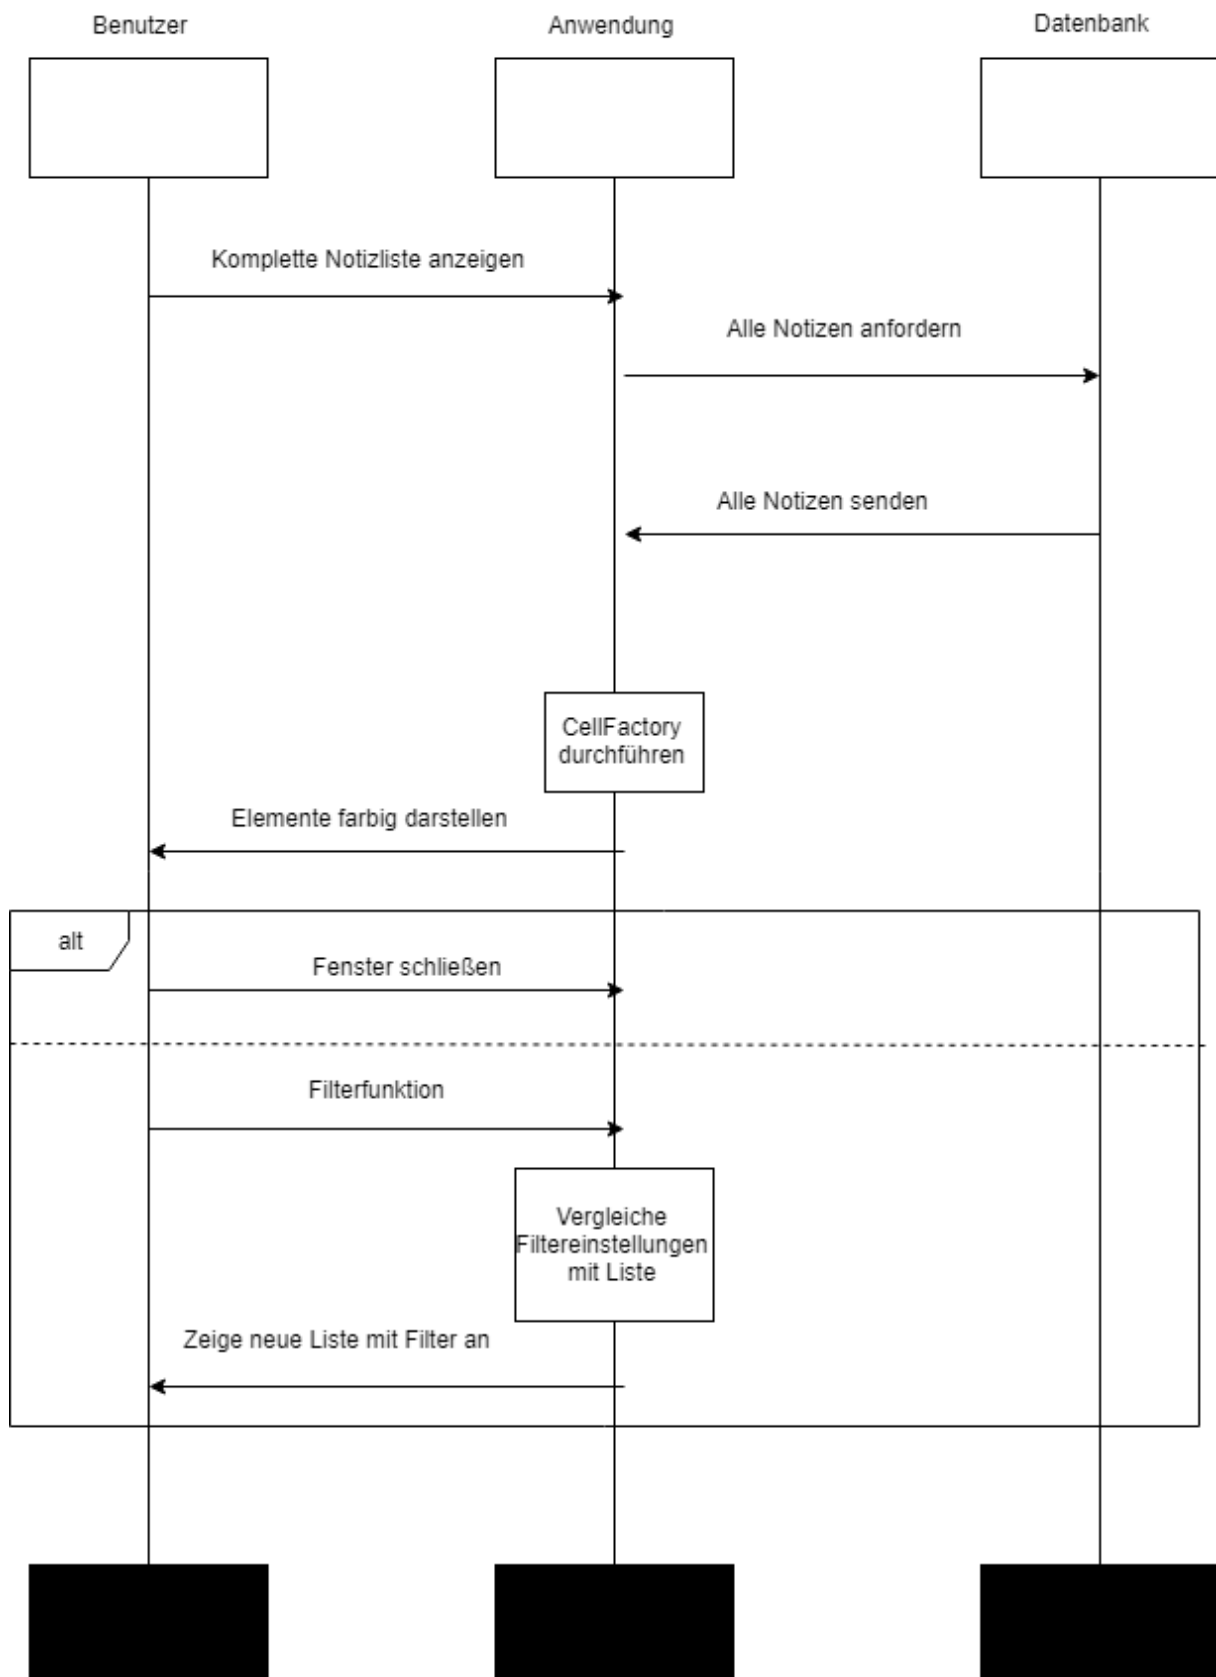 Benutzer
Anwendung
Datenbank
Komplette Notizliste anzeigen
Alle Notizen anfordern
Alle Notizen senden
CellFactory
durchführen
Elemente farbig darstellen
alt
Fenster schließen
Filterfunktion
Vergleiche
Filtereinstellungen
mit Liste
Zeige neue Liste mit Filter an